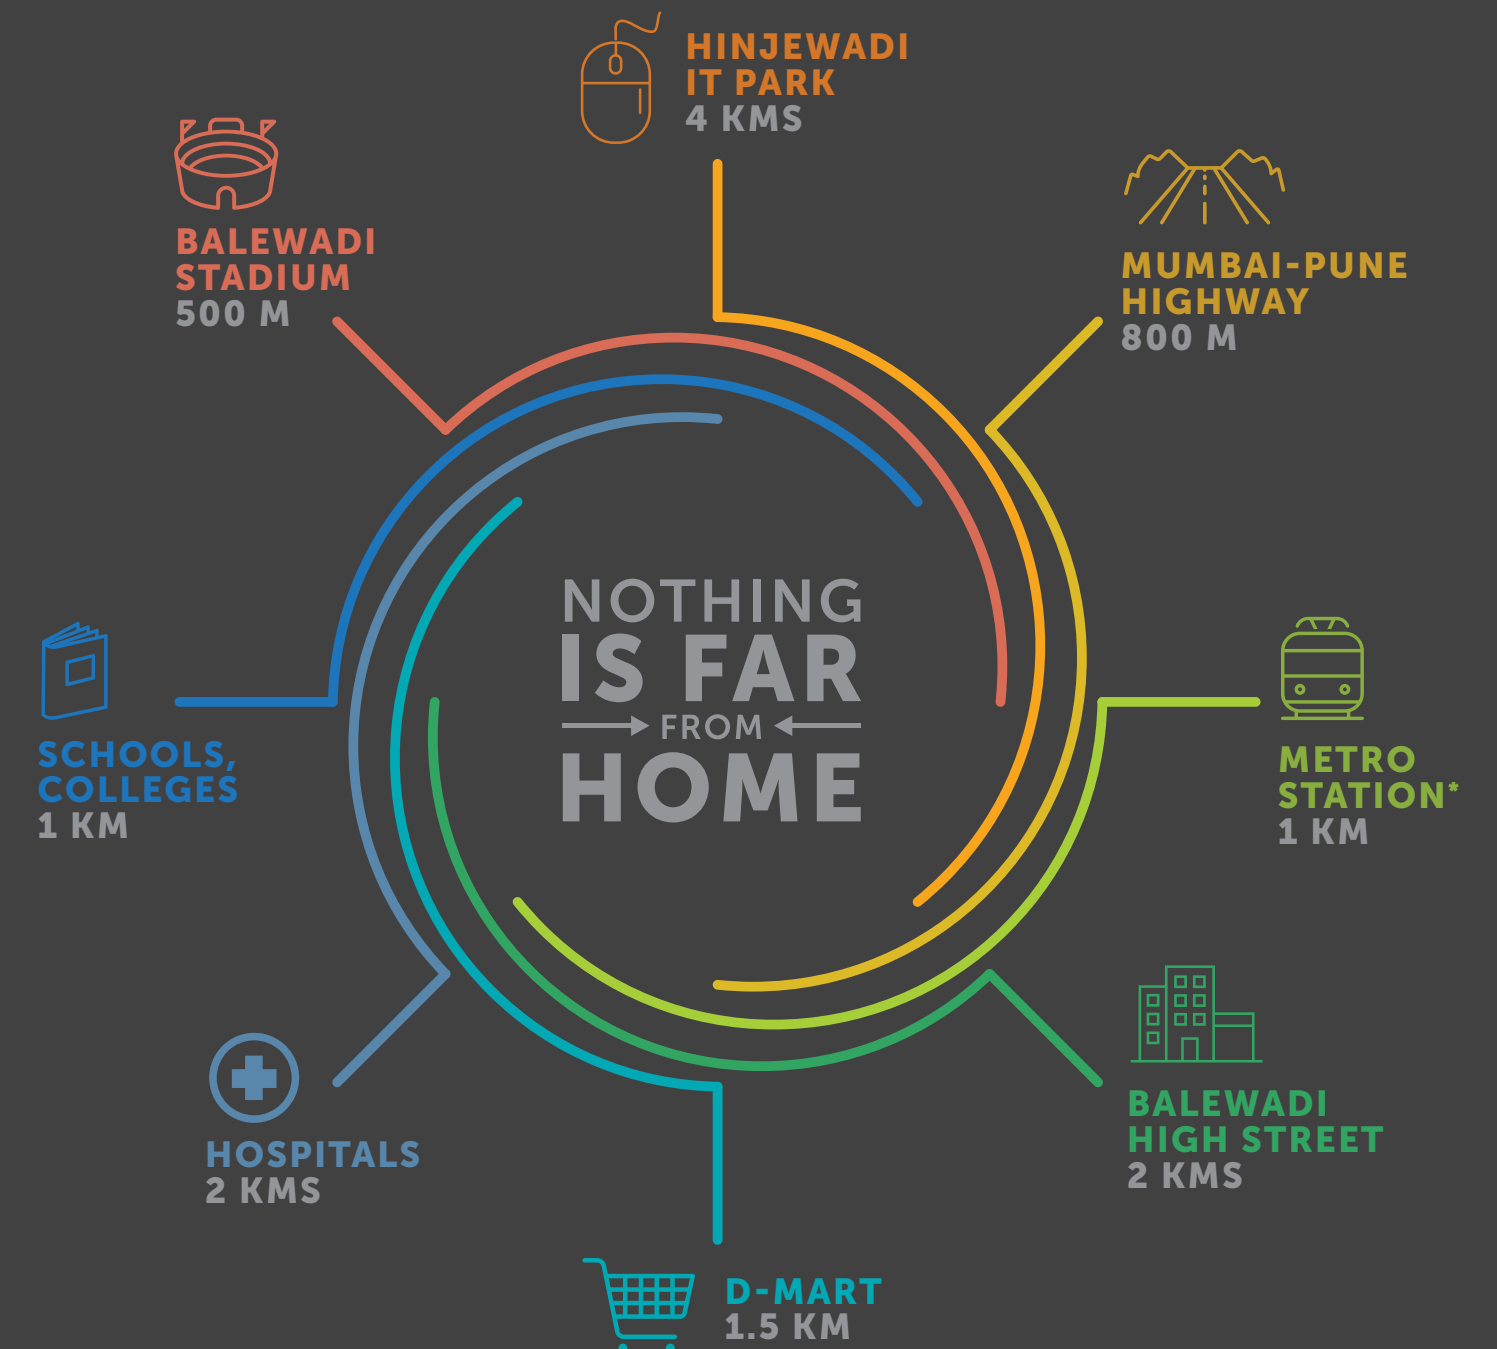 HINJEWADI
IT PARK
4 KMS
BALEWADI
STADIUM
500 M
MUMBAI-PUNE
HIGHWAY
800 M
NOTHING
IS FAR
FROM
HOME
SCHOOLS,
COLLEGES
1 KM
METRO
STATION*
1 KM
HOSPITALS
2 KMS
BALEWADI
HIGH STREET
2 KMS
D-MART
1.5 KM